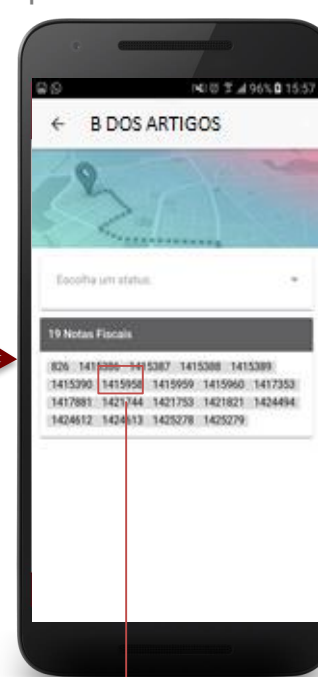 96% 15:57
← B DOS ARTIGOS
Escolha um status.
19 Notas Fiscais
826 1415386 1415387 1415388 1415389
1415390 1415958 1415959 1415960 1417353
1417881 1421744 1421753 1421821 1424494
1424612 1424613 1425278 1425279